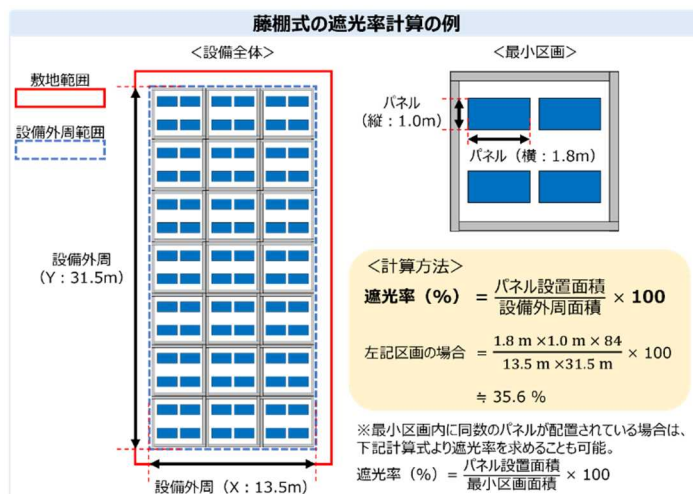 藤棚式の遮光率計算の例
<設備全体>
敷地範囲
設備外周範囲
設備外周
(Y:31.5m)
設備外周(X:13.5m)
<最小区画>
パネル
(縦:1.0m)
パネル(横:1.8m)
<計算方法>
遮光率(%) = パネル設置面積 / 設備外周面積 × 100
左記区画の場合 = 1.8 m ×1.0 m × 84 / 13.5 m ×31.5 m × 100
≒ 35.6 %
※最小区画内に同数のパネルが配置されている場合は、
下記計算式より遮光率を求めることも可能。
遮光率(%) = パネル設置面積 / 最小区画面積 × 100